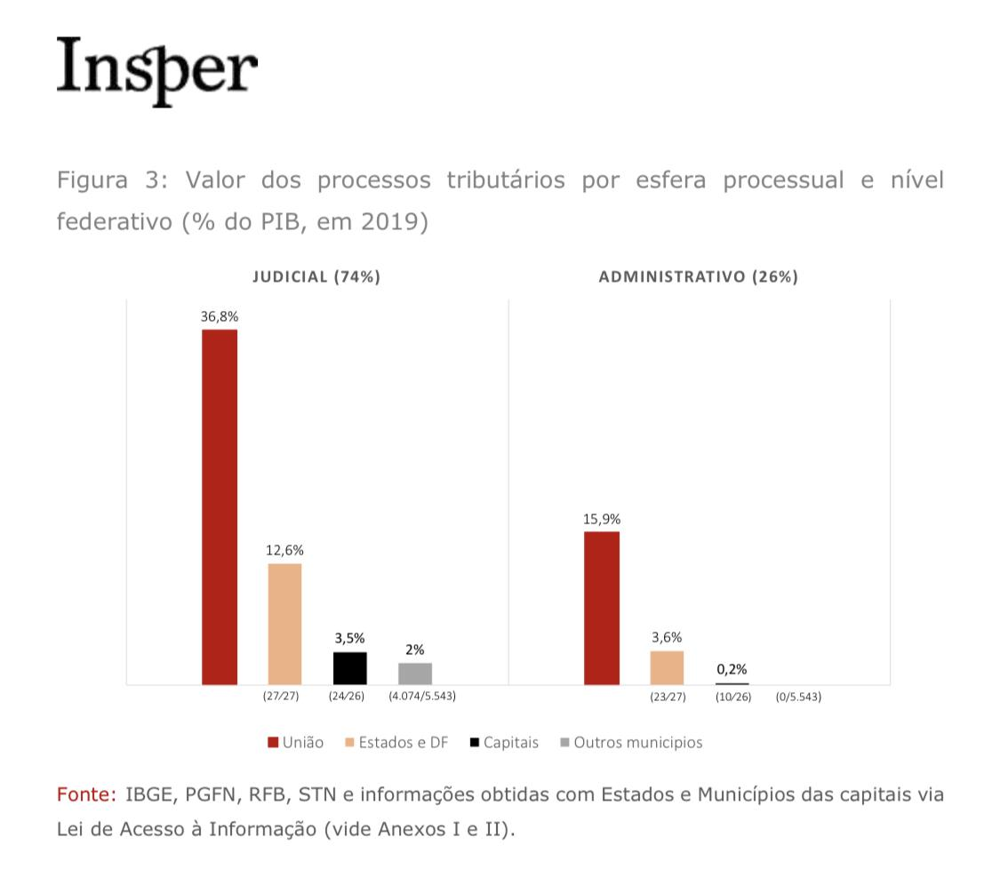 Insper
Figura 3: Valor dos processos tributários por esfera processual e nível
federativo (% do PIB, em 2019)
JUDICIAL (74%)
ADMINISTRATIVO (26%)
36,8%
12,6%
3,5%
2%
15,9%
3,6%
0,2%
(27/27)
(24/26)
(4.074/5.543)
(23/27)
(10/26)
(0/5.543)
União
Estados e DF
Capitais
Outros municipios
Fonte: IBGE, PGFN, RFB, STN e informações obtidas com Estados e Municípios das capitais via
Lei de Acesso à Informação (vide Anexos I e II).